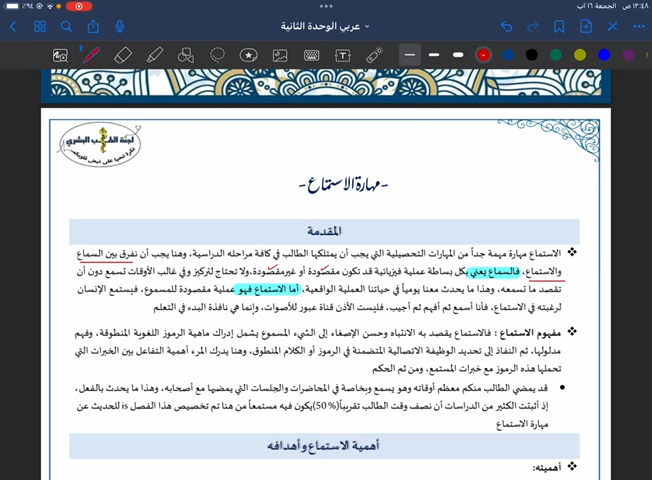 ١٢:٤٨ ص الجمعة ١٦ آب
٩٤٪
عربي الوحدة الثانية
لجنة الطب البشري
فكرة تحيا على نبض قلوبكم
-مهارة الاستماع-
المقدمة
❖ الاستماع مهارة مهمة جداً من المهارات التحصيلية التي يجب أن يمتلكها الطالب في كافة مراحله الدراسية، وهنا يجب أن نفرق بين السماع
والاستماع، فالسماع يعني بكل بساطة عملية فيزيائية قد تكون مقصودة أو غيرمقصودة،ولا تحتاج لتركيز وفي غالب الأوقات تسمع دون أن
تقصد ما تسمعه، وهذا ما يحدث معنا يومياً في حياتنا العملية الواقعية، أما الاستماع فهو عملية مقصودة للمسموع، فيستمع الإنسان
لرغبته في الاستماع، فأنا أسمع ثم أفهم ثم أجيب، فليست الأذن قناة عبور للأصوات، وإنما هي نافذة البدء في التعلم
❖ مفهوم الاستماع : فالاستماع يقصد به الانتباه وحسن الإصغاء إلى الشيء المسموع يشمل إدراك ماهية الرموز اللغوية المنطوقة، وفهم
مدلولها، ثم النفاذ إلى تحديد الوظيفة الاتصالية المتضمنة في الرموز أو الكلام المنطوق، وهنا يدرك المرء أهمية التفاعل بين الخبرات التي
تحملها هذه الرموز مع خبرات المستمع، ومن ثم الحكم
• قد يمضي الطالب منكم معظم أوقاته وهو يسمع وبخاصة في المحاضرات والجلسات التي يمضيها مع أصحابه، وهذا ما يحدث بالفعل،
إذ أثبتت الكثير من الدراسات أن نصف وقت الطالب تقريباً(50%)يكون فيه مستمعاً من هنا تم تخصيص هذا الفصل is للحديث عن
مهارة الاستماع
أهمية الاستماع وأهدافه
❖ أهميته: